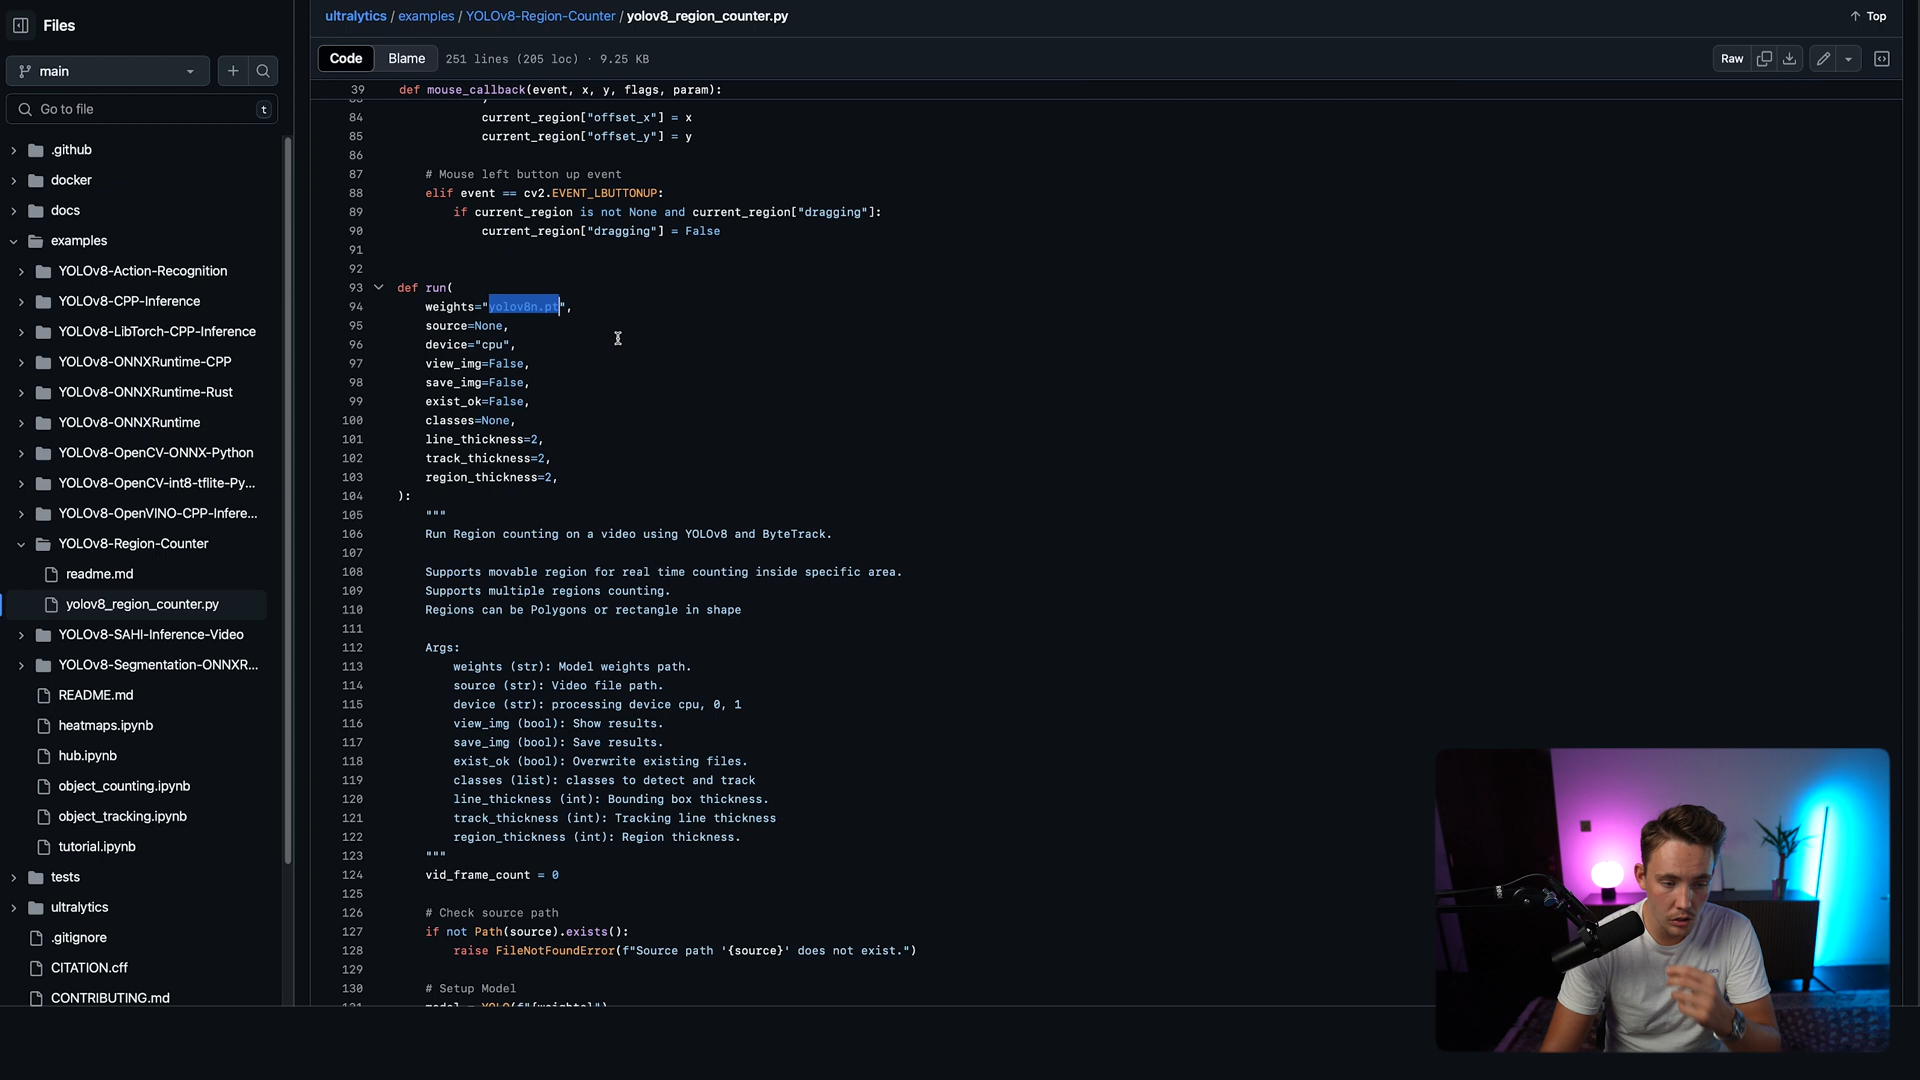 Files
main
Go to file
t
.github
docker
docs
examples
YOLOv8-Action-Recognition
YOLOv8-CPP-Inference
YOLOv8-LibTorch-CPP-Inference
YOLOv8-ONNXRuntime-CPP
YOLOv8-ONNXRuntime-Rust
YOLOv8-ONNXRuntime
YOLOv8-OpenCV-ONNX-Python
YOLOv8-OpenCV-int8-tflite-Py...
YOLOv8-OpenVINO-CPP-Infere...
YOLOv8-Region-Counter
readme.md
yolov8_region_counter.py
YOLOv8-SAHI-Inference-Video
YOLOv8-Segmentation-ONNXR...
README.md
heatmaps.ipynb
hub.ipynb
object_counting.ipynb
object_tracking.ipynb
tutorial.ipynb
tests
ultralytics
.gitignore
CITATION.cff
CONTRIBUTING.md
ultralytics / examples / YOLOv8-Region-Counter / yolov8_region_counter.py
Top
Code Blame 251 lines (205 loc) · 9.25 KB
Raw
39 def mouse_callback(event, x, y, flags, param):
84 current_region["offset_x"] = x
85 current_region["offset_y"] = y
86
87 # Mouse left button up event
88 elif event == cv2.EVENT_LBUTTONUP:
89 if current_region is not None and current_region["dragging"]:
90 current_region["dragging"] = False
91
92
93 def run(
94 weights="yolov8n.pt",
95 source=None,
96 device="cpu",
97 view_img=False,
98 save_img=False,
99 exist_ok=False,
100 classes=None,
101 line_thickness=2,
102 track_thickness=2,
103 region_thickness=2,
104 ):
105 """
106 Run Region counting on a video using YOLOv8 and ByteTrack.
107
108 Supports movable region for real time counting inside specific area.
109 Supports multiple regions counting.
110 Regions can be Polygons or rectangle in shape
111
112 Args:
113 weights (str): Model weights path.
114 source (str): Video file path.
115 device (str): processing device cpu, 0, 1
116 view_img (bool): Show results.
117 save_img (bool): Save results.
118 exist_ok (bool): Overwrite existing files.
119 classes (list): classes to detect and track
120 line_thickness (int): Bounding box thickness.
121 track_thickness (int): Tracking line thickness
122 region_thickness (int): Region thickness.
123 """
124 vid_frame_count = 0
125
126 # Check source path
127 if not Path(source).exists():
128 raise FileNotFoundError(f"Source path '{source}' does not exist.")
129
130 # Setup Model